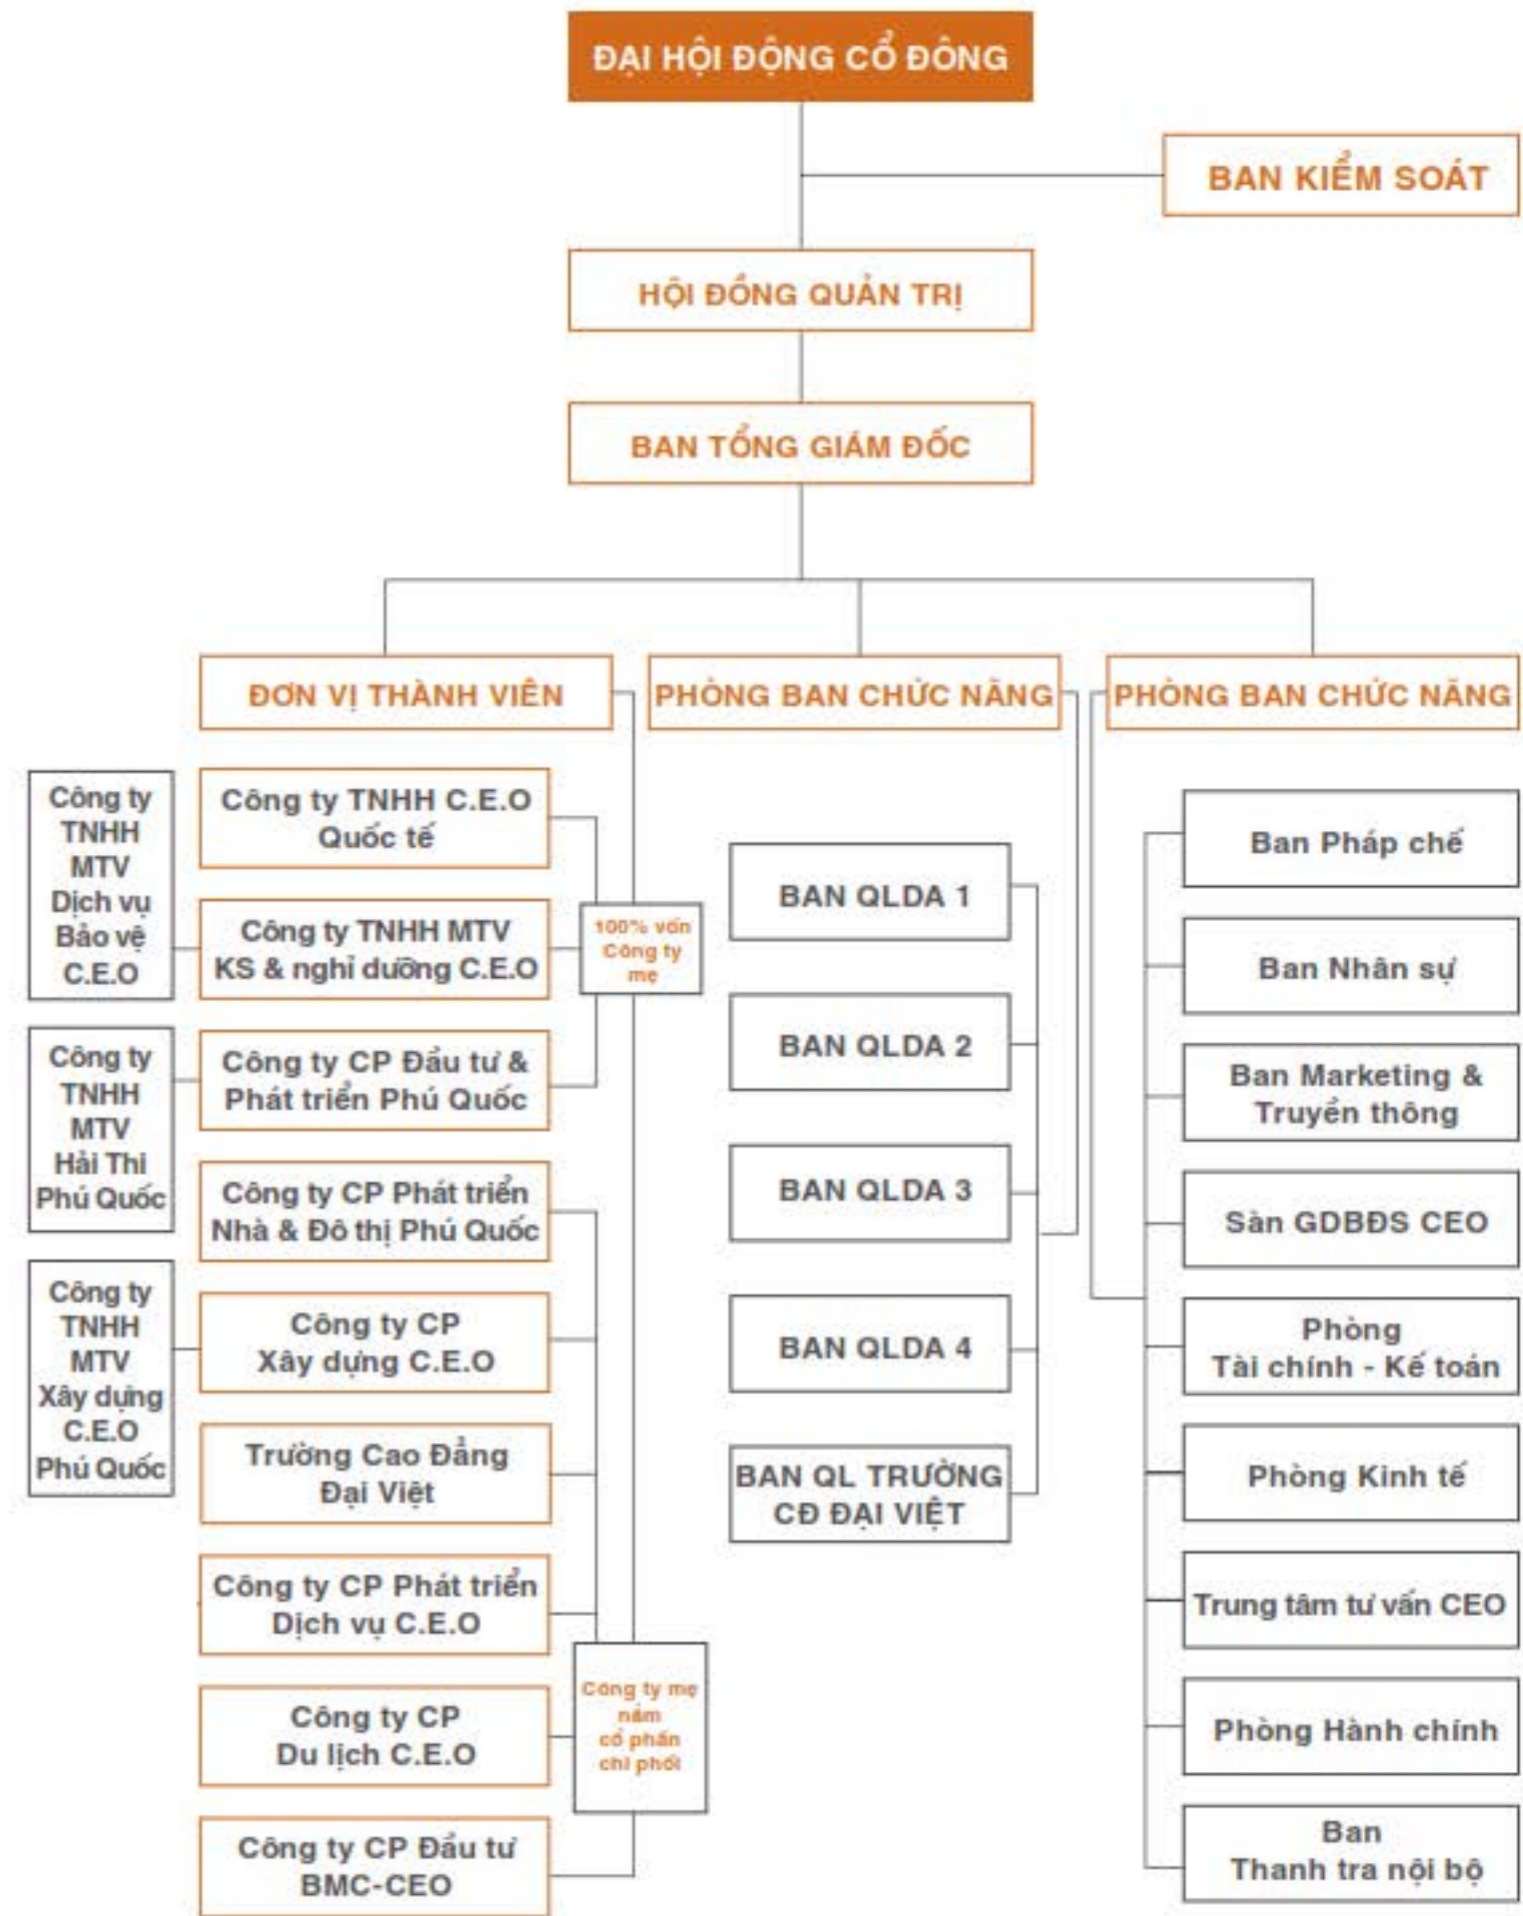 ĐẠI HỘI ĐỘNG CỔ ĐÔNG
BAN KIỂM SOÁT
HỘI ĐỒNG QUẢN TRỊ
BAN TỔNG GIÁM ĐỐC
ĐƠN VỊ THÀNH VIÊN
PHÒNG BAN CHỨC NĂNG
PHÒNG BAN CHỨC NĂNG
Công ty
TNHH
MTV
Dịch vụ
Bảo vệ
C.E.O
Công ty
TNHH
MTV
Hải Thi
Phú Quốc
Công ty
TNHH
MTV
Xây dựng
C.E.O
Phú Quốc
Công ty TNHH C.E.O
Quốc tế
Công ty TNHH MTV
KS & nghỉ dưỡng C.E.O
Công ty CP Đầu tư &
Phát triển Phú Quốc
Công ty CP Phát triển
Nhà & Đô thị Phú Quốc
Công ty CP
Xây dựng C.E.O
Trường Cao Đẳng
Đại Việt
Công ty CP Phát triển
Dịch vụ C.E.O
Công ty CP
Du lịch C.E.O
Công ty CP Đầu tư
BMC-CEO
100% vốn
Công ty
mẹ
Công ty mẹ
nắm
cổ phần
chi phối
BAN QLDA 1
BAN QLDA 2
BAN QLDA 3
BAN QLDA 4
BAN QL TRƯỜNG
CĐ ĐẠI VIỆT
Ban Pháp chế
Ban Nhân sự
Ban Marketing &
Truyền thông
Sàn GDBĐS CEO
Phòng
Tài chính - Kế toán
Phòng Kinh tế
Trung tâm tư vấn CEO
Phòng Hành chính
Ban
Thanh tra nội bộ